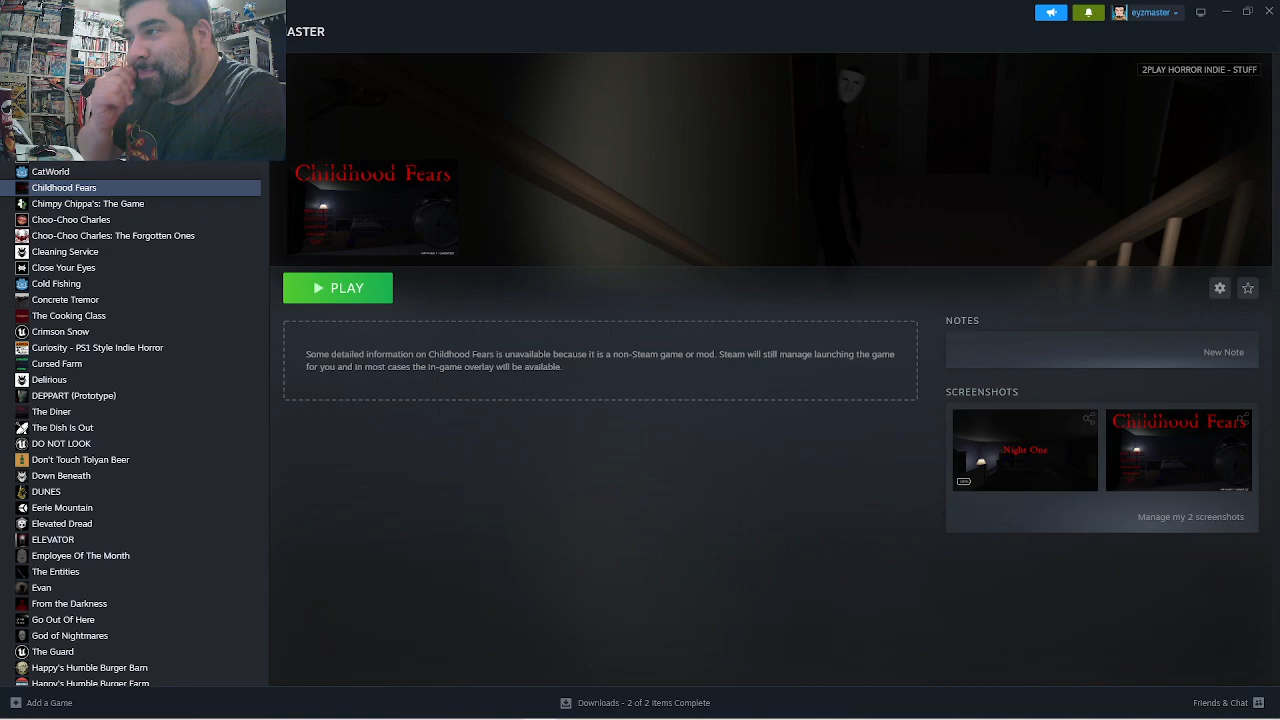 eyzmaster
ASTER
2PLAY HORROR INDIE - STUFF
Childhood Fears
CatWorld
Childhood Fears
Chimpy Chippa's: The Game
Choo-Choo Charles
Choo-Choo Charles: The Forgotten Ones
Cleaning Service
Close Your Eyes
Cold Fishing
Concrete Tremor
The Cooking Class
Crimson Snow
Curiosity - PS1 Style Indie Horror
Cursed Farm
Delirious
DEPPART (Prototype)
The Diner
The Dish Is Out
DO NOT LOOK
Don't Touch Tolyan Beer
Down Beneath
DUNES
Eerie Mountain
Elevated Dread
ELEVATOR
Employee Of The Month
The Entities
Evan
From the Darkness
Go Out Of Here
God of Nightmares
The Guard
Happy's Humble Burger Barn
Happy's Humble Burger Farm
PLAY
Some detailed information on Childhood Fears is unavailable because it is a non-Steam game or mod. Steam will still manage launching the game
for you and in most cases the in-game overlay will be available.
NOTES
New Note
SCREENSHOTS
Night One
100%
Childhood Fears
Manage my 2 screenshots
Add a Game
Downloads - 2 of 2 Items Complete
Friends & Chat